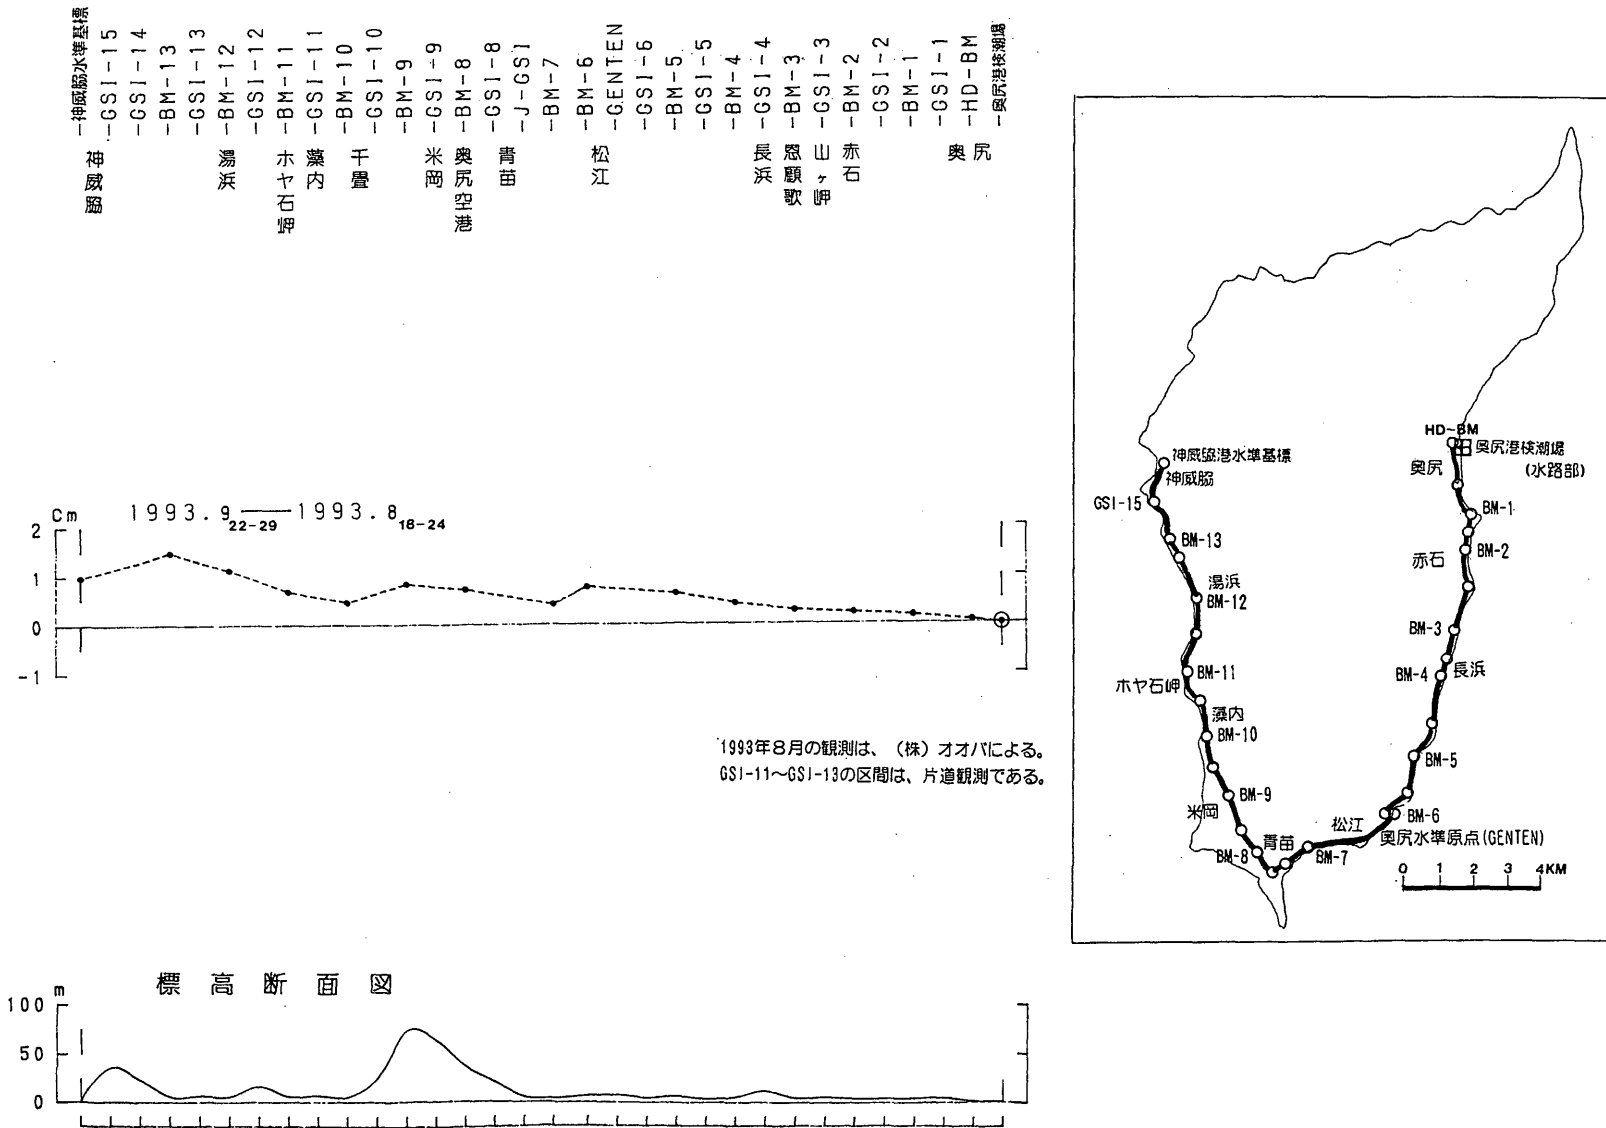 -神威脇水準基標
-GSI-15
-GSI-14
-BM-13
-GSI-13
-BM-12
-GSI-12
-BM-11
-GSI-11
-BM-10
-GSI-10
-BM-9
-GSI-9
-BM-8
-GSI-8
-J-GSI
-BM-7
-BM-6
-GENTEN
-GSI-6
-BM-5
-GSI-5
-BM-4
-GSI-4
-BM-3
-GSI-3
-BM-2
-GSI-2
-BM-1
-GSI-1
-HD-BM
-奥尻港検潮場
神威脇
湯浜
ホヤ石岬
藻内
千畳
米岡
奥尻空港
青苗
松江
長浜
恩顧歌
山ヶ岬
赤石
奥尻
Cm
1993.9 22-29 — 1993.8 18-24
2
1
0
-1
1993年8月の観測は、(株)オオバによる。
GSI-11〜GSI-13の区間は、片道観測である。
標高断面図
m
100
50
0
HD-BM
奥尻港検潮場
(水路部)
奥尻
神威脇港水準基標
神威脇
GSI-15
BM-1
BM-13
BM-2
赤石
湯浜
BM-12
BM-3
BM-11
BM-4
長浜
ホヤ石岬
藻内
BM-10
BM-5
BM-9
米岡
BM-6
松江
奥尻水準原点(GENTEN)
青苗
BM-8
BM-7
0 1 2 3 4KM